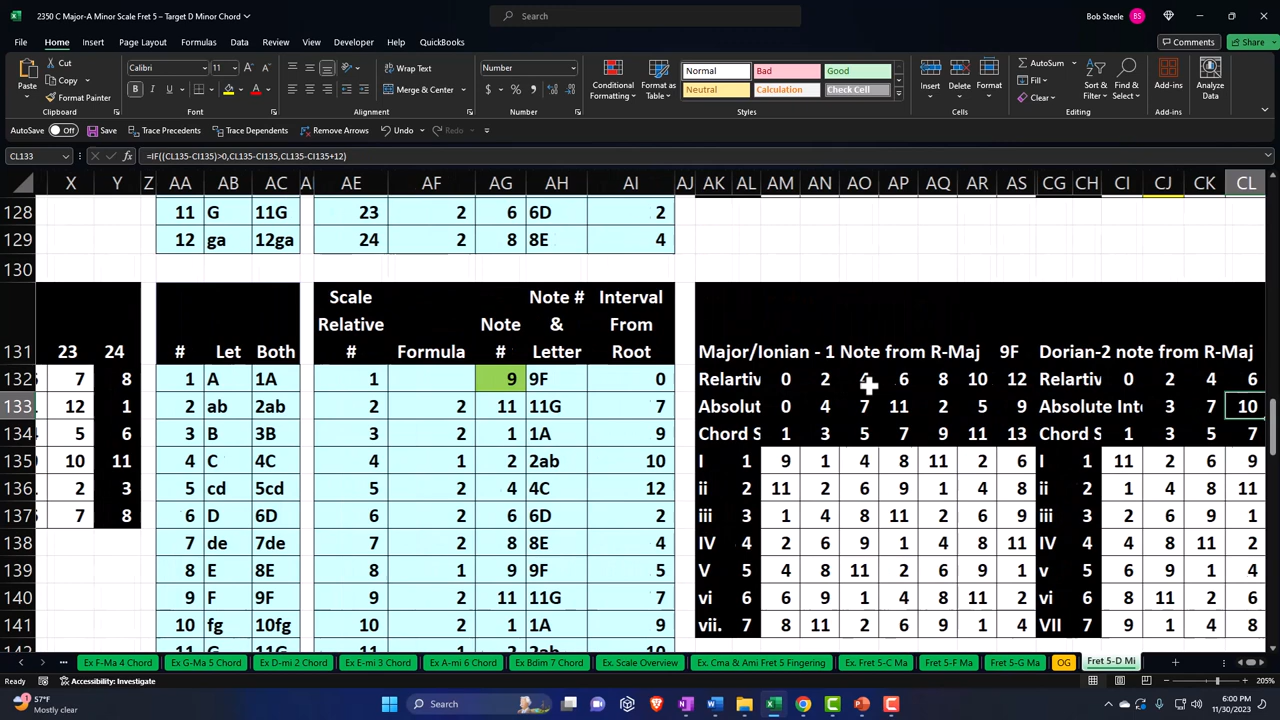 2350 C Major-A Minor Scale Fret 5 – Target D Minor Chord
Search
Bob Steele BS
File Home Insert Page Layout Formulas Data Review View Developer Help QuickBooks Comments Share
Cut Copy Format Painter Paste Clipboard
Calibri 11 Font
Wrap Text Merge & Center Alignment
Number Number
Conditional Formatting Format as Table Normal Bad Good Neutral Calculation Check Cell Styles
Insert Delete Format Cells
AutoSum Fill Clear Sort & Filter Find & Select Editing
Add-ins Add-ins Analyze Data
AutoSave Off Save Trace Precedents Trace Dependents Remove Arrows Undo Redo
CL133 fx =IF((CL135-CI135)>0,CL135-CI135,CL135-CI135+12)
X Y Z AA AB AC AE AF AG AH AI AJ AK AL AM AN AO AP AQ AR AS CG CH CI CJ CK CL
128 11 G 11G 23 2 6 6D 2
129 12 ga 12ga 24 2 8 8E 4
130
Scale Note # Interval
Relative Note & From
131 23 24 # Let Both # Formula # Letter Root Major/Ionian - 1 Note from R-Maj 9F Dorian-2 note from R-Maj
132 7 8 1 A 1A 1 9 9F 0 Relartiv 0 2 4 6 8 10 12 Relartiv 0 2 4 6
133 12 1 2 ab 2ab 2 2 11 11G 7 Absolut 0 4 7 11 2 5 9 Absolute Inte 3 7 10
134 5 6 3 B 3B 3 2 1 1A 9 Chord S 1 3 5 7 9 11 13 Chord S 1 3 5 7
135 10 11 4 C 4C 4 1 2 2ab 10 I 1 9 1 4 8 11 2 6 I 1 11 2 6 9
136 2 3 5 cd 5cd 5 2 4 4C 12 ii 2 11 2 6 9 1 4 8 ii 2 1 4 8 11
137 7 8 6 D 6D 6 2 6 6D 2 iii 3 1 4 8 11 2 6 9 iii 3 2 6 9 1
138 7 de 7de 7 2 8 8E 4 IV 4 2 6 9 1 4 8 11 IV 4 4 8 11 2
139 8 E 8E 8 1 9 9F 5 V 5 4 8 11 2 6 9 1 v 5 6 9 1 4
140 9 F 9F 9 2 11 11G 7 vi 6 6 9 1 4 8 11 2 vi 6 8 11 2 6
141 10 fg 10fg 10 2 1 1A 9 vii. 7 8 11 2 6 9 1 4 VII 7 9 1 4 8
Ex F-Ma 4 Chord Ex G-Ma 5 Chord Ex D-mi 2 Chord Ex E-mi 3 Chord Ex A-mi 6 Chord Ex Bdim 7 Chord Ex. Scale Overview Ex. Cma & Ami Fret 5 Fingering Ex. Fret 5-C Ma Fret 5-F Ma Fret 5-G Ma OG Fret 5-D Mi
Ready Accessibility: Investigate 205%
57°F
Mostly clear
Search
6:00 PM
11/30/2023